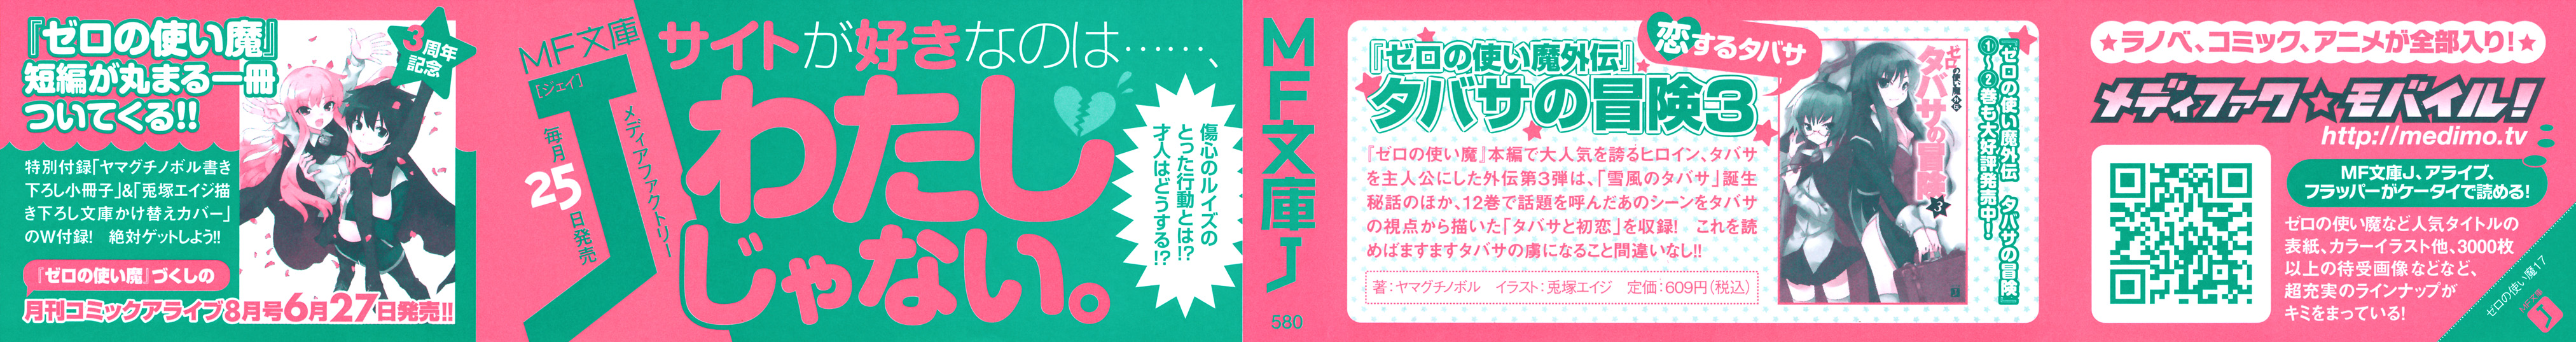 『ゼロの使い魔』
短編が丸まる一冊
ついてくる!!
3周年
記念
特別付録「ヤマグチノボル書き
下ろし小冊子」&「兎塚エイジ描
き下ろし文庫かけ替えカバー」
のW付録! 絶対ゲットしよう!!
『ゼロの使い魔』づくしの
月刊コミックアライブ8月号6月27日発売!!
MF文庫
J
[ジェイ]
メディアファクトリー
毎月25日発売
サイトが好きなのは……、
わたし
じゃない。
傷心のルイズの
とった行動とは!?
才人はどうする!?
MF文庫J
580
『ゼロの使い魔外伝』
恋するタバサ
タバサの冒険3
『ゼロの使い魔』本編で大人気を誇るヒロイン、タバサ
を主人公にした外伝第3弾は、「雪風のタバサ」誕生
秘話のほか、12巻で話題を呼んだあのシーンをタバサ
の視点から描いた「タバサと初恋」を収録! これを読
めばますますタバサの虜になること間違いなし!!
著:ヤマグチノボル イラスト:兎塚エイジ 定価:609円(税込)
ゼロの使い魔外伝
タバサの冒険
3
『ゼロの使い魔外伝 タバサの冒険』
①〜②巻も大好評発売中!
★ラノベ、コミック、アニメが全部入り!★
メディファク☆モバイル!
http://medimo.tv
MF文庫J、アライブ、
フラッパーがケータイで読める!
ゼロの使い魔など人気タイトルの
表紙、カラーイラスト他、3000枚
以上の待受画像などなど、
超充実のラインナップが
キミをまっている!
ゼロの使い魔17
MF文庫
J